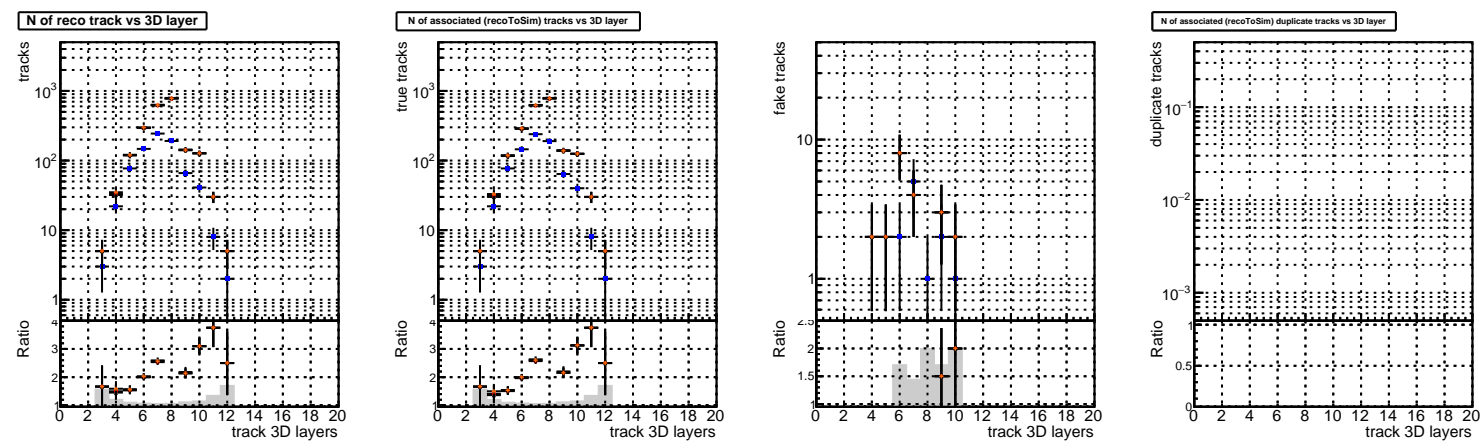 N of reco track vs 3D layer
tracks
10³
10²
10
1
Ratio
4
3
2
1
0 2 4 6 8 10 12 14 16 18 20
track 3D layers
N of associated (recoToSim) tracks vs 3D layer
true tracks
10³
10²
10
1
Ratio
4
3
2
1
0 2 4 6 8 10 12 14 16 18 20
track 3D layers
fake tracks
10
1
Ratio
2.5
2
1.5
1
0 2 4 6 8 10 12 14 16 18 20
track 3D layers
N of associated (recoToSim) duplicate tracks vs 3D layer
duplicate tracks
10⁻¹
10⁻²
10⁻³
Ratio
1
0.5
0
0 2 4 6 8 10 12 14 16 18 20
track 3D layers